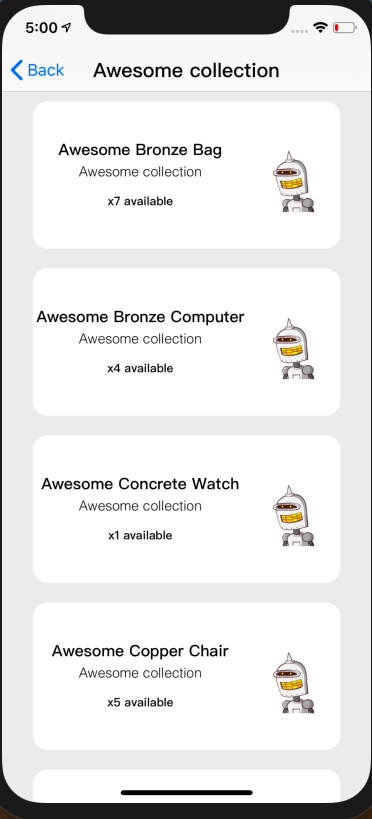 5:00
Back
Awesome collection
Awesome Bronze Bag
Awesome collection
x7 available
Awesome Bronze Computer
Awesome collection
x4 available
Awesome Concrete Watch
Awesome collection
x1 available
Awesome Copper Chair
Awesome collection
x5 available